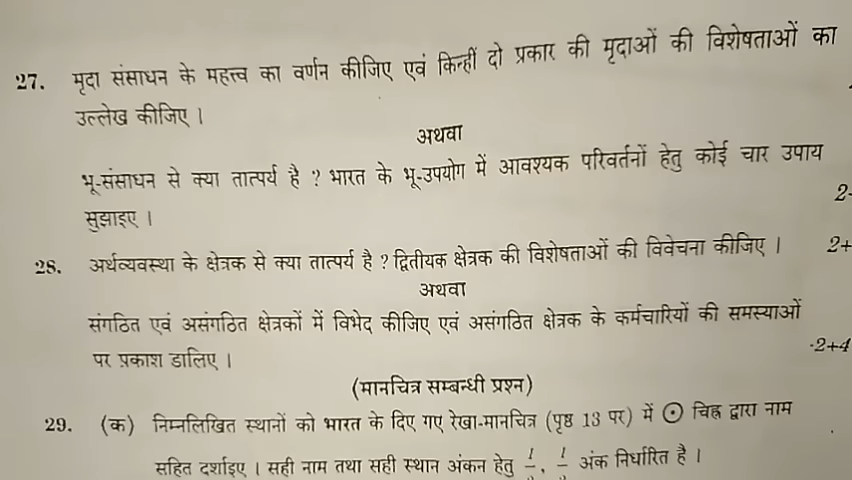 27. मृदा संसाधन के महत्त्व का वर्णन कीजिए एवं किन्हीं दो प्रकार की मृदाओं की विशेषताओं का
उल्लेख कीजिए ।
अथवा
भू-संसाधन से क्या तात्पर्य है ? भारत के भू-उपयोग में आवश्यक परिवर्तनों हेतु कोई चार उपाय
सुझाइए । 2
28. अर्थव्यवस्था के क्षेत्रक से क्या तात्पर्य है ? द्वितीयक क्षेत्रक की विशेषताओं की विवेचना कीजिए । 2+
अथवा
संगठित एवं असंगठित क्षेत्रकों में विभेद कीजिए एवं असंगठित क्षेत्रक के कर्मचारियों की समस्याओं
पर प्रकाश डालिए । 2+4
(मानचित्र सम्बन्धी प्रश्न)
29. (क) निम्नलिखित स्थानों को भारत के दिए गए रेखा-मानचित्र (पृष्ठ 13 पर) में ⊙ चिह्न द्वारा नाम
सहित दर्शाइए । सही नाम तथा सही स्थान अंकन हेतु अंक निर्धारित है ।